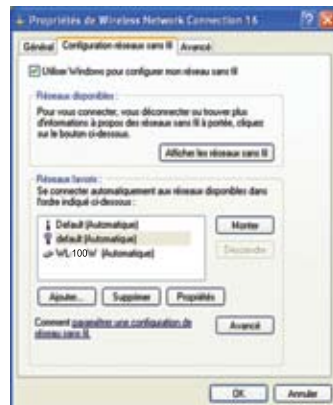 Propriétés de Wireless Network Connection 16
Général
Configuration réseaux sans fil
Avancé
Utiliser Windows pour configurer mon réseau sans fil
Réseaux disponibles :
Pour vous connecter, vous déconnecter ou trouver plus
d'informations à propos des réseaux sans fil à portée, cliquez
sur le bouton ci-dessous.
Afficher les réseaux sans fil
Réseaux favoris :
Se connecter automatiquement aux réseaux disponibles dans
l'ordre indiqué ci-dessous :
Default (Automatique)
default (Automatique)
WL-100W (Automatique)
Monter
Descendre
Ajouter...
Supprimer
Propriétés
Comment paramétrer une configuration de
réseau sans fil.
Avancé
OK
Annuler